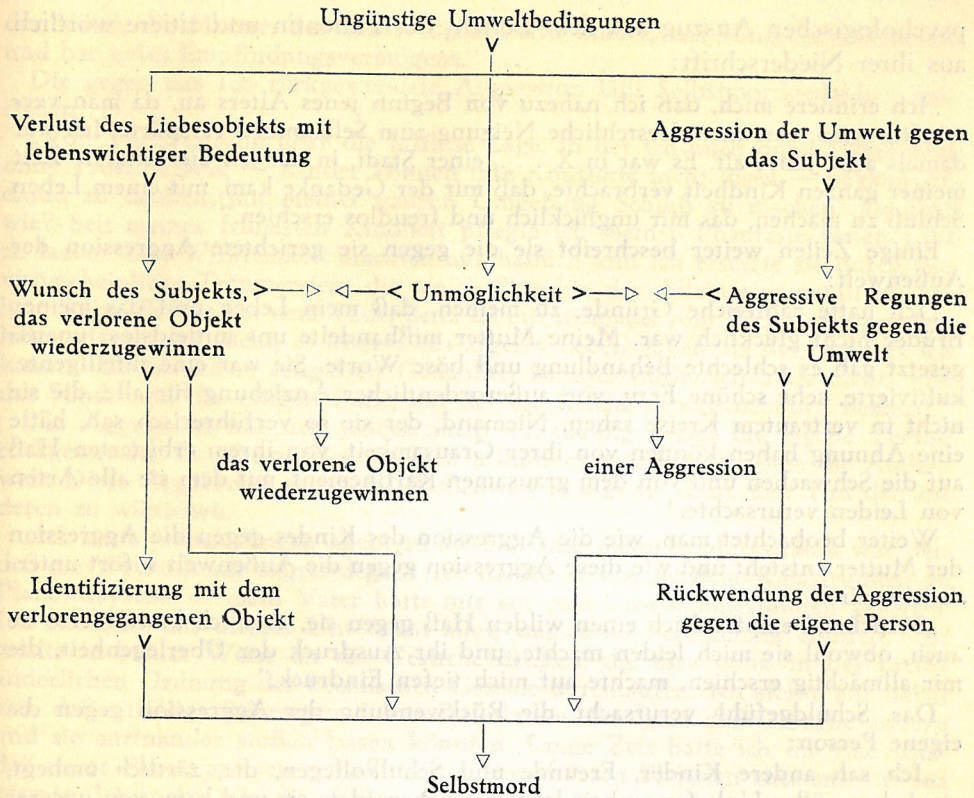 Ungünstige Umweltbedingungen
Verlust des Liebesobjekts mit
lebenswichtiger Bedeutung
Aggression der Umwelt gegen
das Subjekt
Wunsch des Subjekts,
das verlorene Objekt
wiederzugewinnen
Unmöglichkeit
Aggressive Regungen
des Subjekts gegen die
Umwelt
das verlorene Objekt
wiederzugewinnen
einer Aggression
Identifizierung mit dem
verlorengegangenen Objekt
Rückwendung der Aggression
gegen die eigene Person
Selbstmord